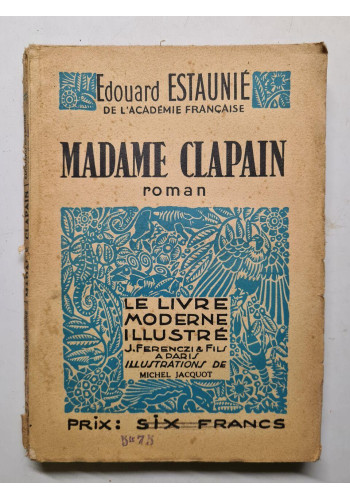 Edouard ESTAUNIÉ
DE L'ACADÉMIE FRANÇAISE
MADAME CLAPAIN
roman
LE LIVRE
MODERNE
ILLUSTRÉ
J. FERENCZI & FILS
A PARIS
ILLUSTRATIONS DE
MICHEL JACQUOT
PRIX: SIX FRANCS